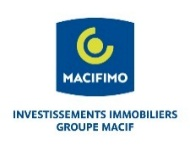 MACIFIMO
INVESTISSEMENTS IMMOBILIERS
GROUPE MACIF